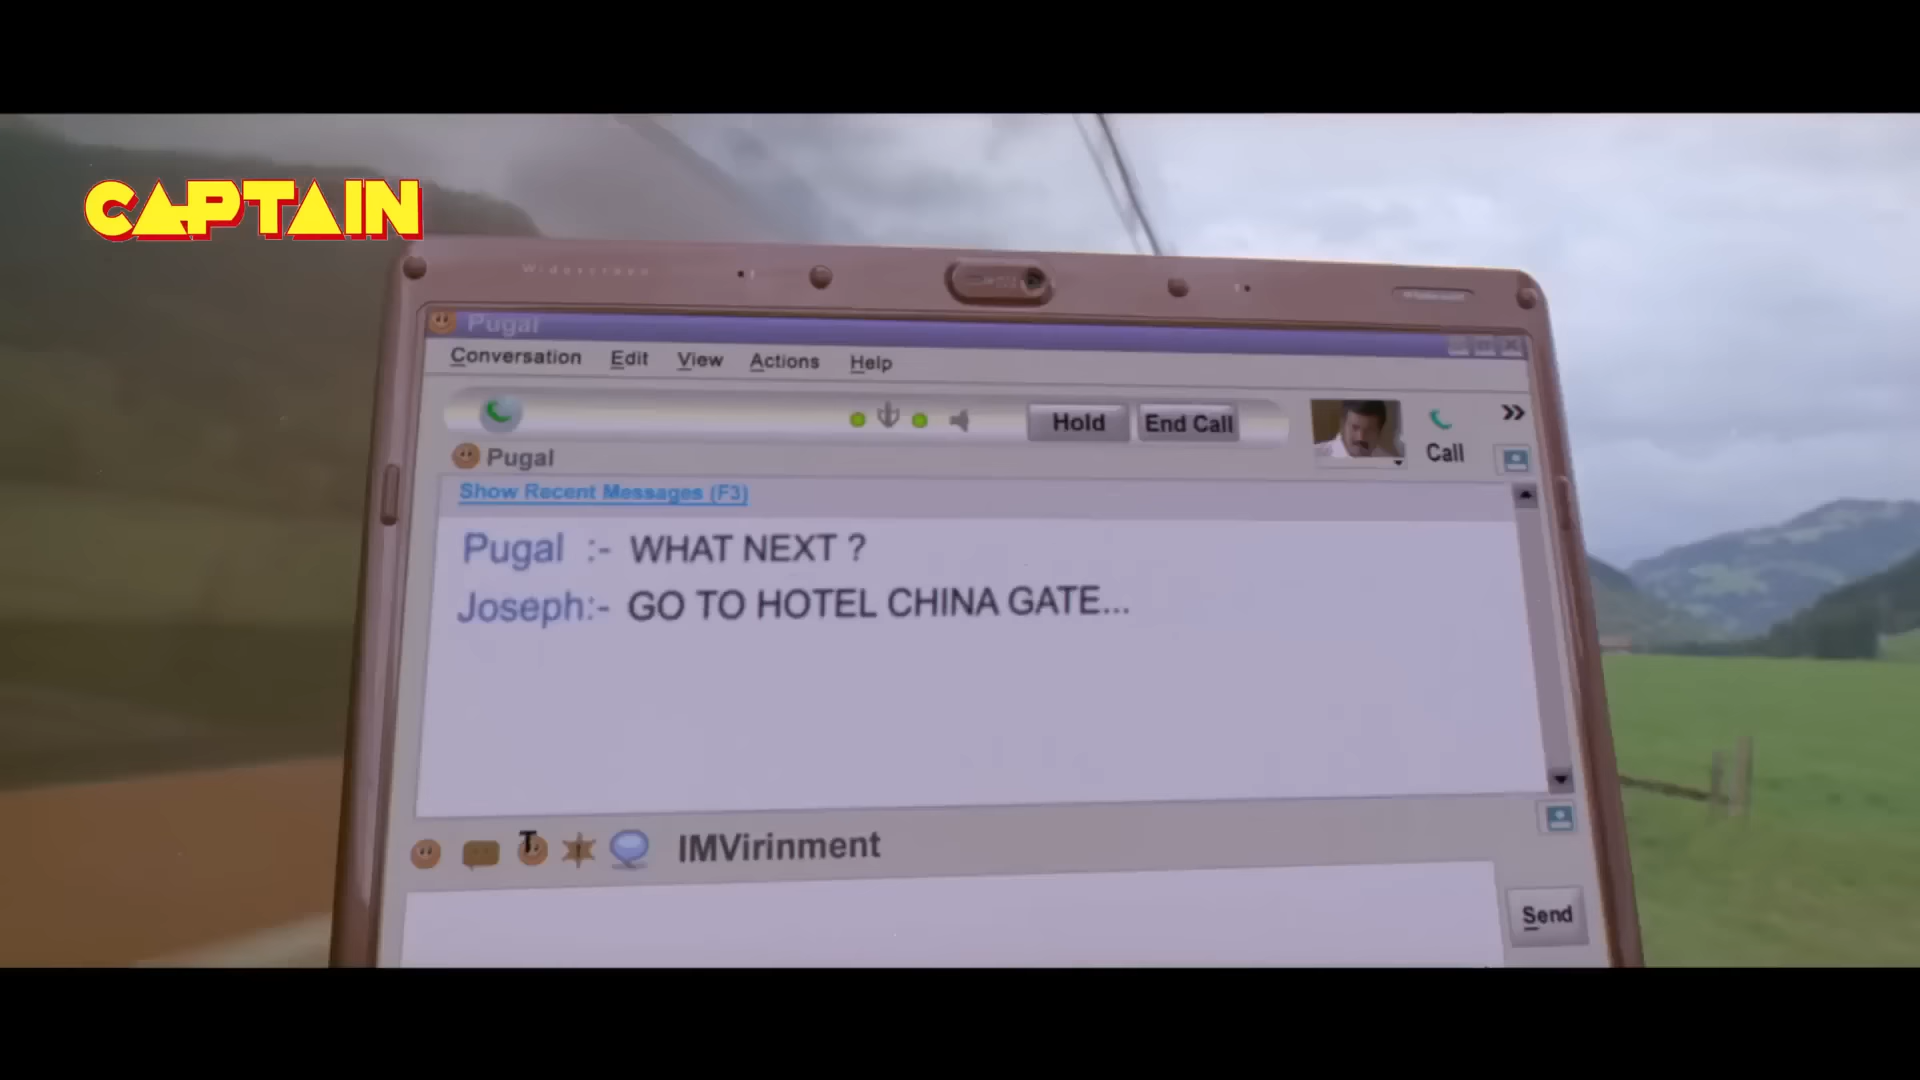 CAPTAIN
Widescreen
Pugal
Conversation Edit View Actions Help
Hold End Call
Call
Pugal
Show Recent Messages (F3)
Pugal :- WHAT NEXT ?
Joseph:- GO TO HOTEL CHINA GATE...
T
IMVirinment
Send